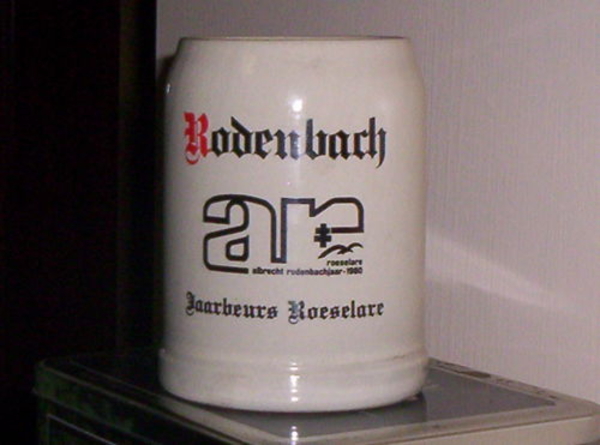 Rodenbach
ar
roeselare
albrecht rodenbachjaar-1980
Jaarbeurs Roeselare